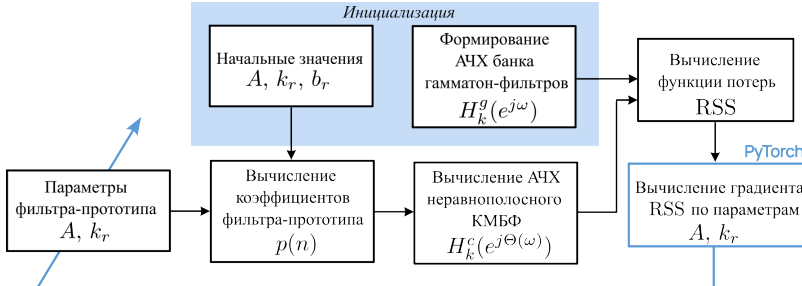 Инициализация
Начальные значения
A, k_r, b_r
Формирование
АЧХ банка
гамматон-фильтров
H_k^g(e^{jω})
Вычисление
функции потерь
RSS
PyTorch
Параметры
фильтра-прототипа
A, k_r
Вычисление
коэффициентов
фильтра-прототипа
p(n)
Вычисление АЧХ
неравнополосного
КМБФ
H_k^c(e^{jΘ(ω)})
Вычисление градиента
RSS по параметрам
A, k_r